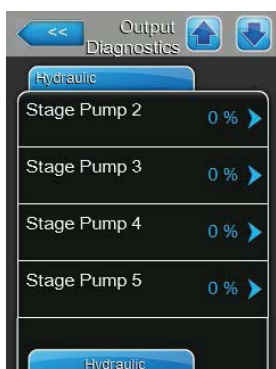 << Output
Diagnostics
Hydraulic
Stage Pump 2 0 %
Stage Pump 3 0 %
Stage Pump 4 0 %
Stage Pump 5 0 %
Hydraulic